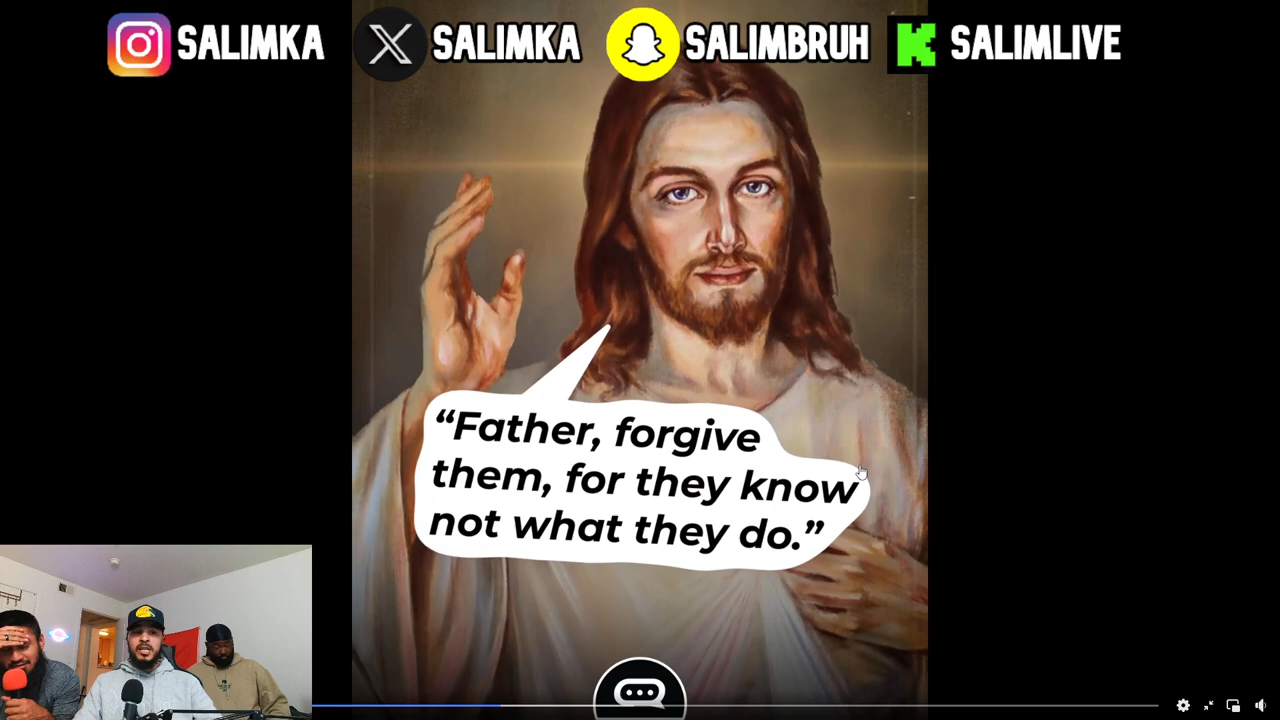 SALIMKA
SALIMKA
SALIMBRUH
SALIMLIVE
“Father, forgive
them, for they know
not what they do.”